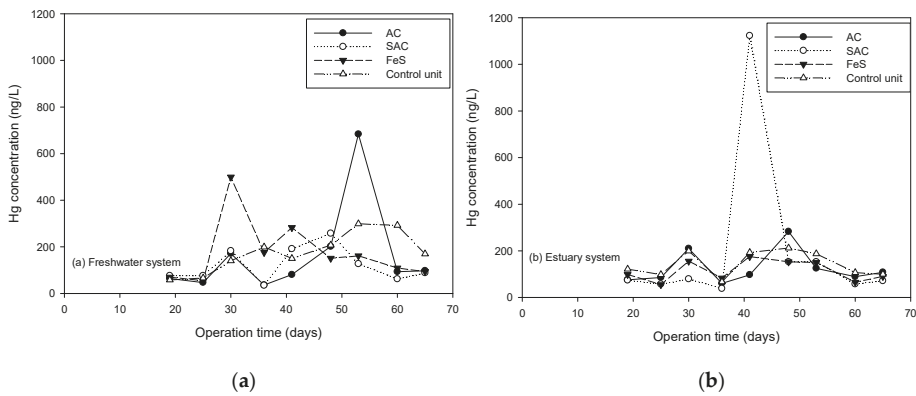 1200
1000
800
600
400
200
0
Hg concentration (ng/L)
AC
SAC
FeS
Control unit
(a) Freshwater system
0 10 20 30 40 50 60 70
Operation time (days)
(a)
1200
1000
800
600
400
200
0
Hg concentration (ng/L)
AC
SAC
FeS
Control unit
(b) Estuary system
0 10 20 30 40 50 60 70
Operation time (days)
(b)